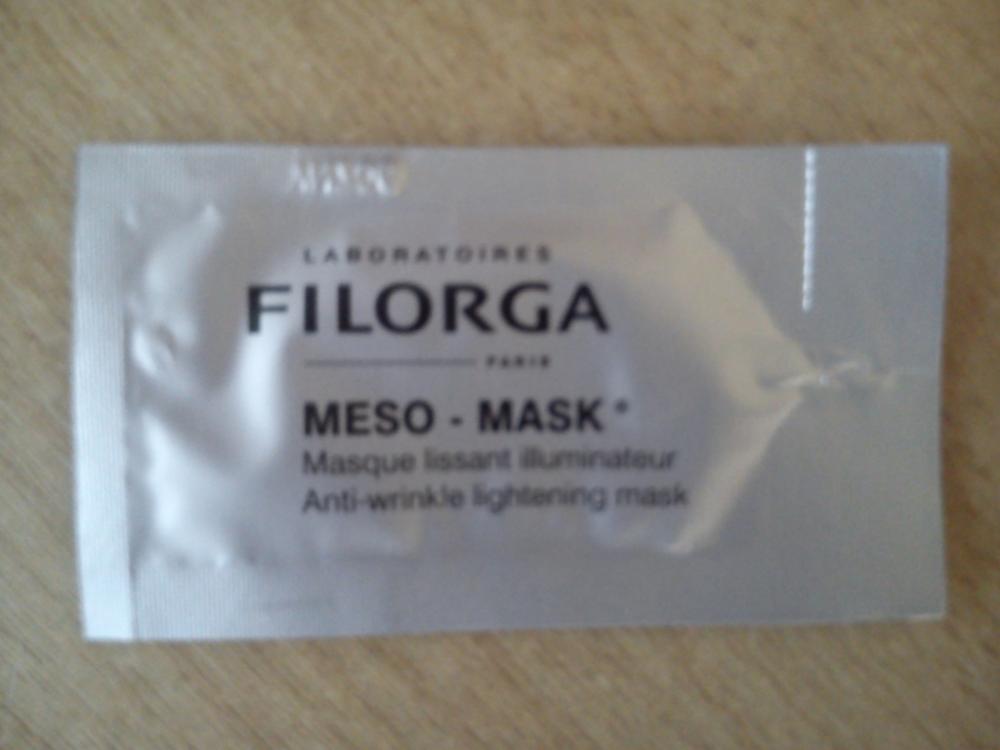 LABORATOIRES
FILORGA
PARIS
MESO - MASK®
Masque lissant illuminateur
Anti-wrinkle lightening mask